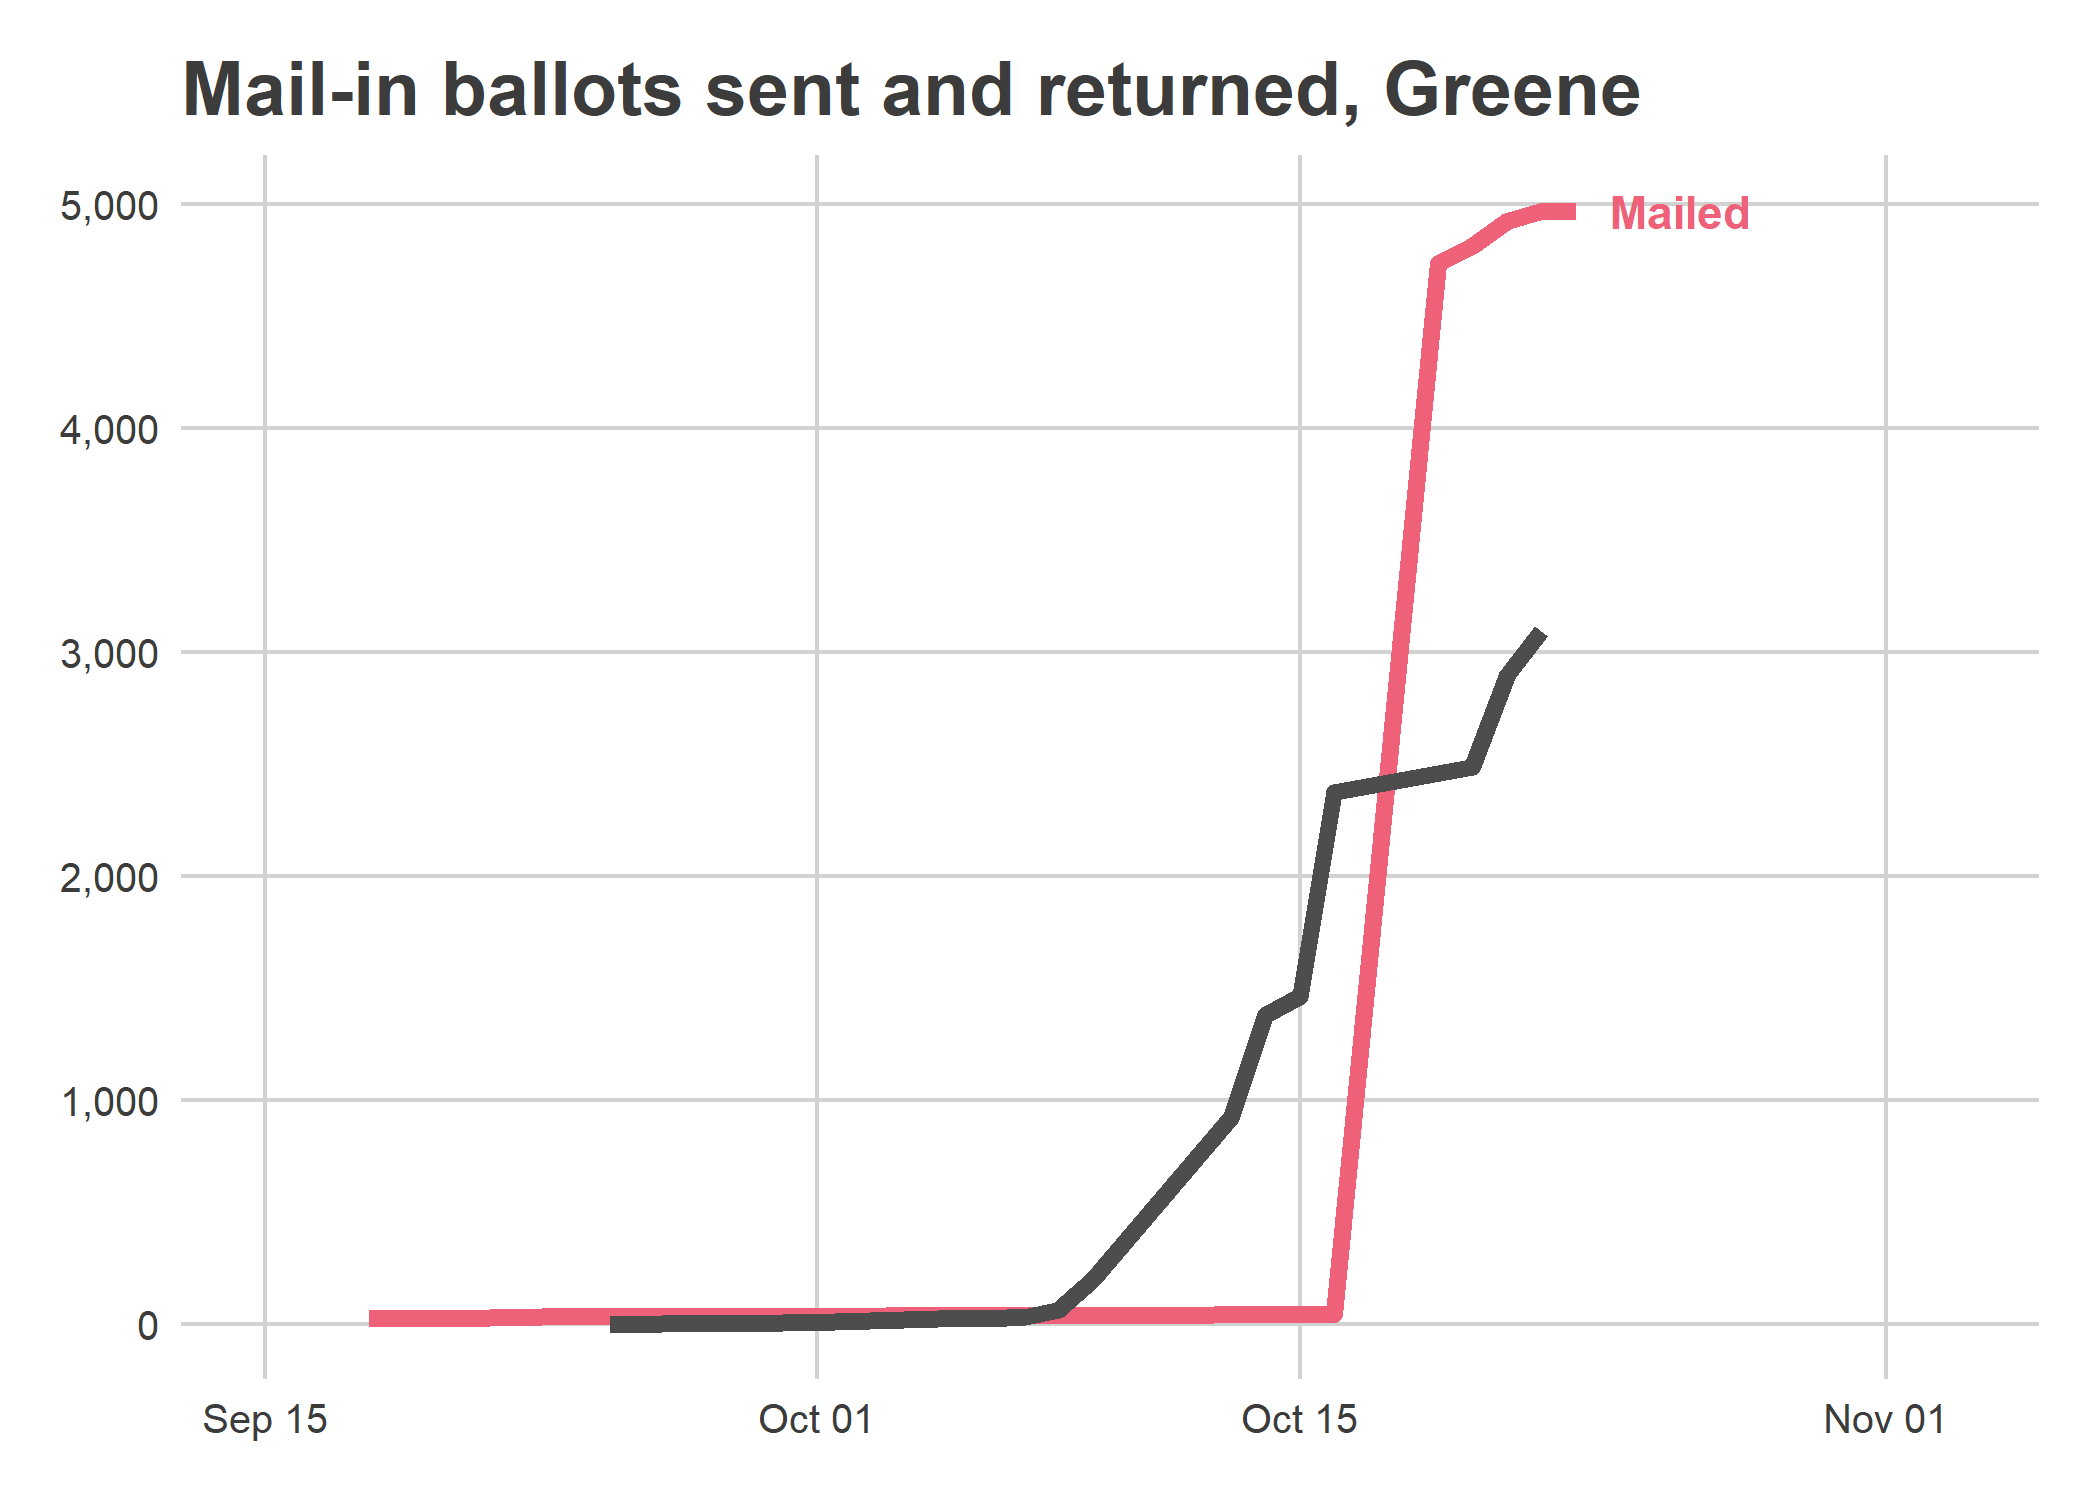 Mail-in ballots sent and returned, Greene
5,000
Mailed
4,000
3,000
2,000
1,000
0
Sep 15
Oct 01
Oct 15
Nov 01